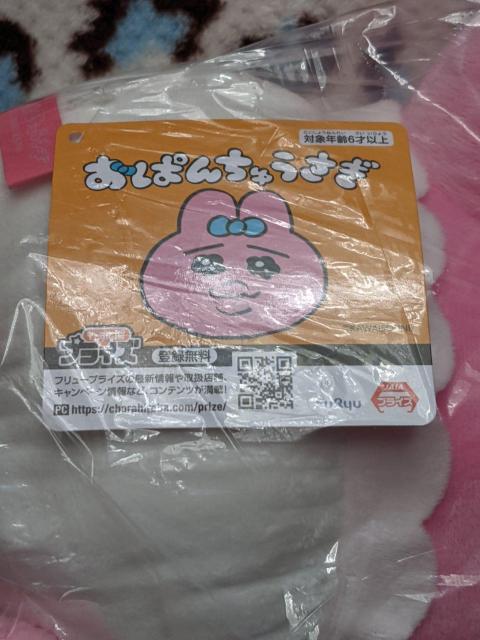 対象年齢6才以上
おぱんちゅうさぎ
プライズ 登録無料
フリュープライズの最新情報や取扱店舗、
キャンペーン情報など、コンテンツが満載!
PC https://charahiroba.com/prize/
FuRyu
プライズ